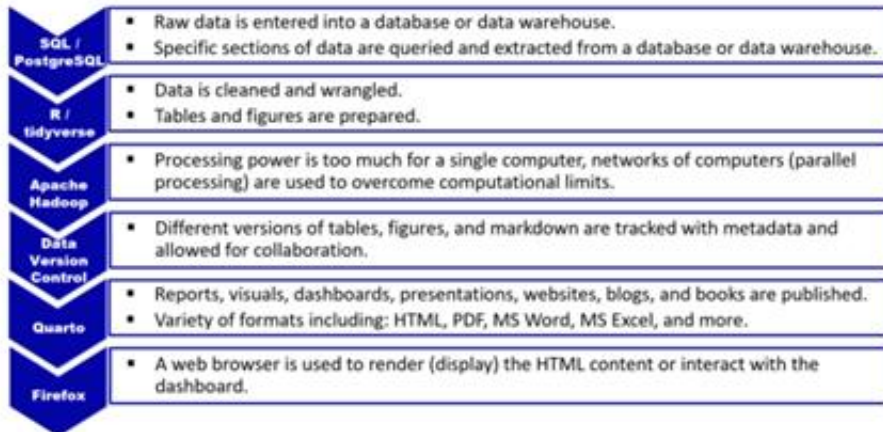 SQL /
PostgreSQL
▪ Raw data is entered into a database or data warehouse.
▪ Specific sections of data are queried and extracted from a database or data warehouse.
R /
tidyverse
▪ Data is cleaned and wrangled.
▪ Tables and figures are prepared.
Apache
Hadoop
▪ Processing power is too much for a single computer, networks of computers (parallel
processing) are used to overcome computational limits.
Data
Version
Control
▪ Different versions of tables, figures, and markdown are tracked with metadata and
allowed for collaboration.
Quarto
▪ Reports, visuals, dashboards, presentations, websites, blogs, and books are published.
▪ Variety of formats including: HTML, PDF, MS Word, MS Excel, and more.
Firefox
▪ A web browser is used to render (display) the HTML content or interact with the
dashboard.